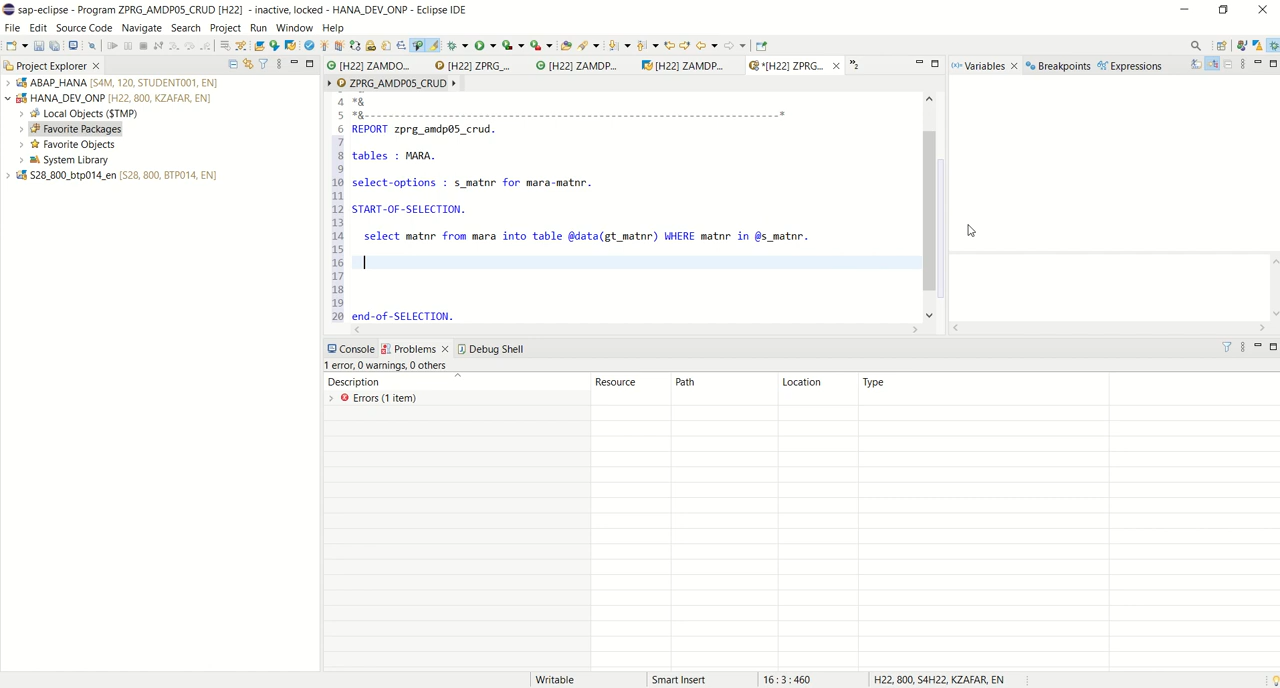 sap-eclipse - Program ZPRG_AMDP05_CRUD [H22] - inactive, locked - HANA_DEV_ONP - Eclipse IDE
File Edit Source Code Navigate Search Project Run Window Help
Project Explorer
[H22] ZAMDO... [H22] ZPRG_... [H22] ZAMDP... [H22] ZAMDP... *[H22] ZPRG... »2
(x)= Variables Breakpoints Expressions
ABAP_HANA [S4M, 120, STUDENT001, EN]
HANA_DEV_ONP [H22, 800, KZAFAR, EN]
Local Objects ($TMP)
Favorite Packages
Favorite Objects
System Library
S28_800_btp014_en [S28, 800, BTP014, EN]
ZPRG_AMDP05_CRUD
4 *&
5 *&---------------------------------------------------------------------*
6 REPORT zprg_amdp05_crud.
7
8 tables : MARA.
9
10 select-options : s_matnr for mara-matnr.
11
12 START-OF-SELECTION.
13
14 select matnr from mara into table @data(gt_matnr) WHERE matnr in @s_matnr.
15
16
17
18
19
20 end-of-SELECTION.
Console Problems Debug Shell
1 error, 0 warnings, 0 others
Description Resource Path Location Type
Errors (1 item)
Writable Smart Insert 16 : 3 : 460 H22, 800, S4H22, KZAFAR, EN